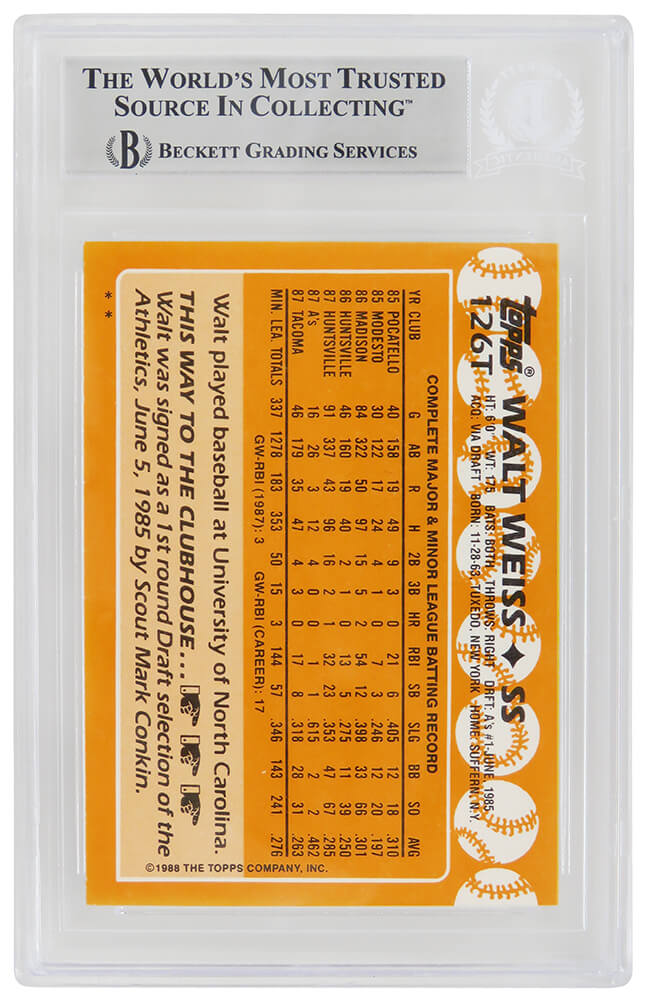 THE WORLD'S MOST TRUSTED
SOURCE IN COLLECTING™
B BECKETT GRADING SERVICES
topps® WALT WEISS ♦ SS
126T HT: 6'0" WT: 175 BATS: BOTH THROWS: RIGHT DRFT: A's #1-JUNE, 1985
ACQ: VIA DRAFT BORN: 11-28-63, TUXEDO, NEW YORK HOME: SUFFERN, N.Y.
COMPLETE MAJOR & MINOR LEAGUE BATTING RECORD
YR CLUB G AB R H 2B 3B HR RBI SB SLG BB SO AVG
85 POCATELLO 40 158 19 49 9 3 0 21 6 .405 12 18 .310
85 MODESTO 30 122 17 24 4 1 0 7 3 .246 12 20 .197
86 MADISON 84 322 50 97 15 5 2 54 12 .398 33 66 .301
86 HUNTSVILLE 46 160 19 40 2 1 0 13 5 .275 11 39 .250
87 HUNTSVILLE 91 337 43 96 16 2 1 32 23 .353 47 67 .285
87 A's 16 26 3 12 4 0 0 1 1 .615 2 2 .462
87 TACOMA 46 179 35 47 4 3 0 17 8 .318 28 31 .263
MIN. LEA. TOTALS 337 1278 183 353 50 15 3 144 57 .346 143 241 .276
GW-RBI (1987): 3 GW-RBI (CAREER): 17
Walt played baseball at University of North Carolina.
THIS WAY TO THE CLUBHOUSE...
Walt was signed as a 1st round Draft selection of the
Athletics, June 5, 1985 by Scout Mark Conkin.
©1988 THE TOPPS COMPANY, INC.
* *